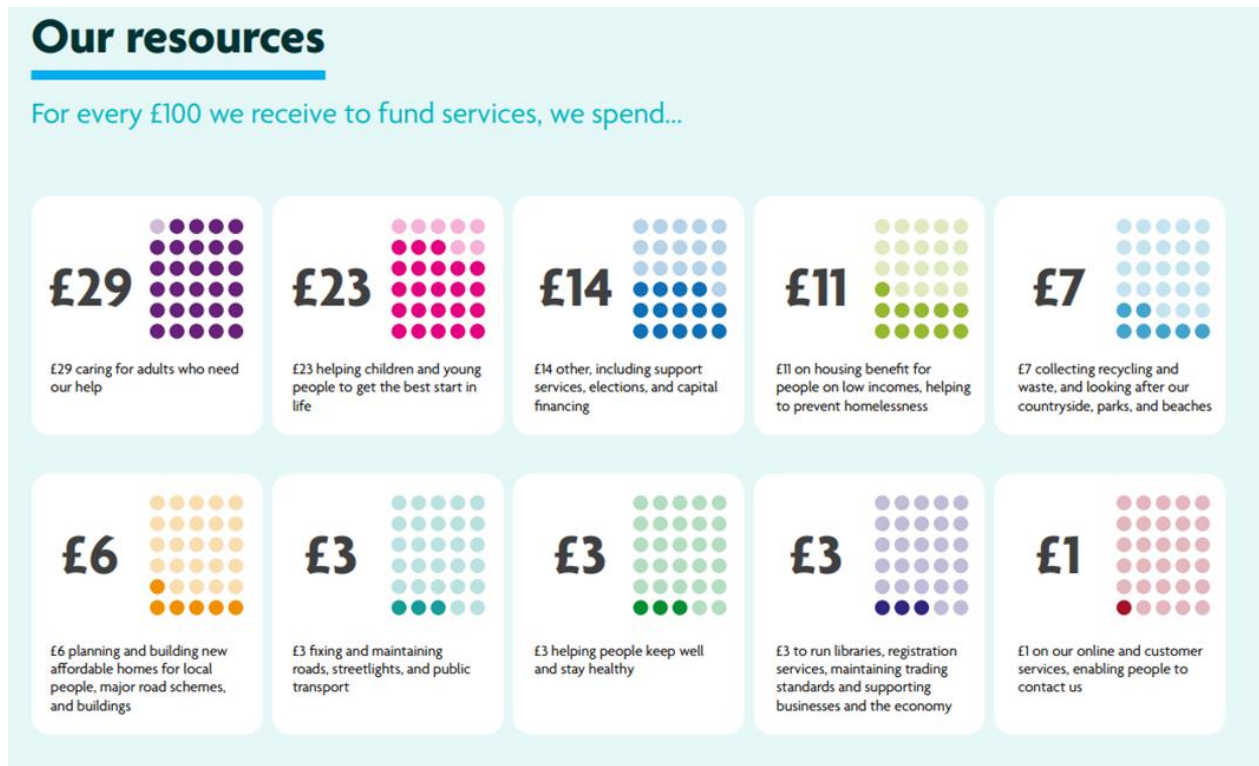 Our resources
For every £100 we receive to fund services, we spend...
£29
£29 caring for adults who need
our help
£23
£23 helping children and young
people to get the best start in
life
£14
£14 other, including support
services, elections, and capital
financing
£11
£11 on housing benefit for
people on low incomes, helping
to prevent homelessness
£7
£7 collecting recycling and
waste, and looking after our
countryside, parks, and beaches
£6
£6 planning and building new
affordable homes for local
people, major road schemes,
and buildings
£3
£3 fixing and maintaining
roads, streetlights, and public
transport
£3
£3 helping people keep well
and stay healthy
£3
£3 to run libraries, registration
services, maintaining trading
standards and supporting
businesses and the economy
£1
£1 on our online and customer
services, enabling people to
contact us